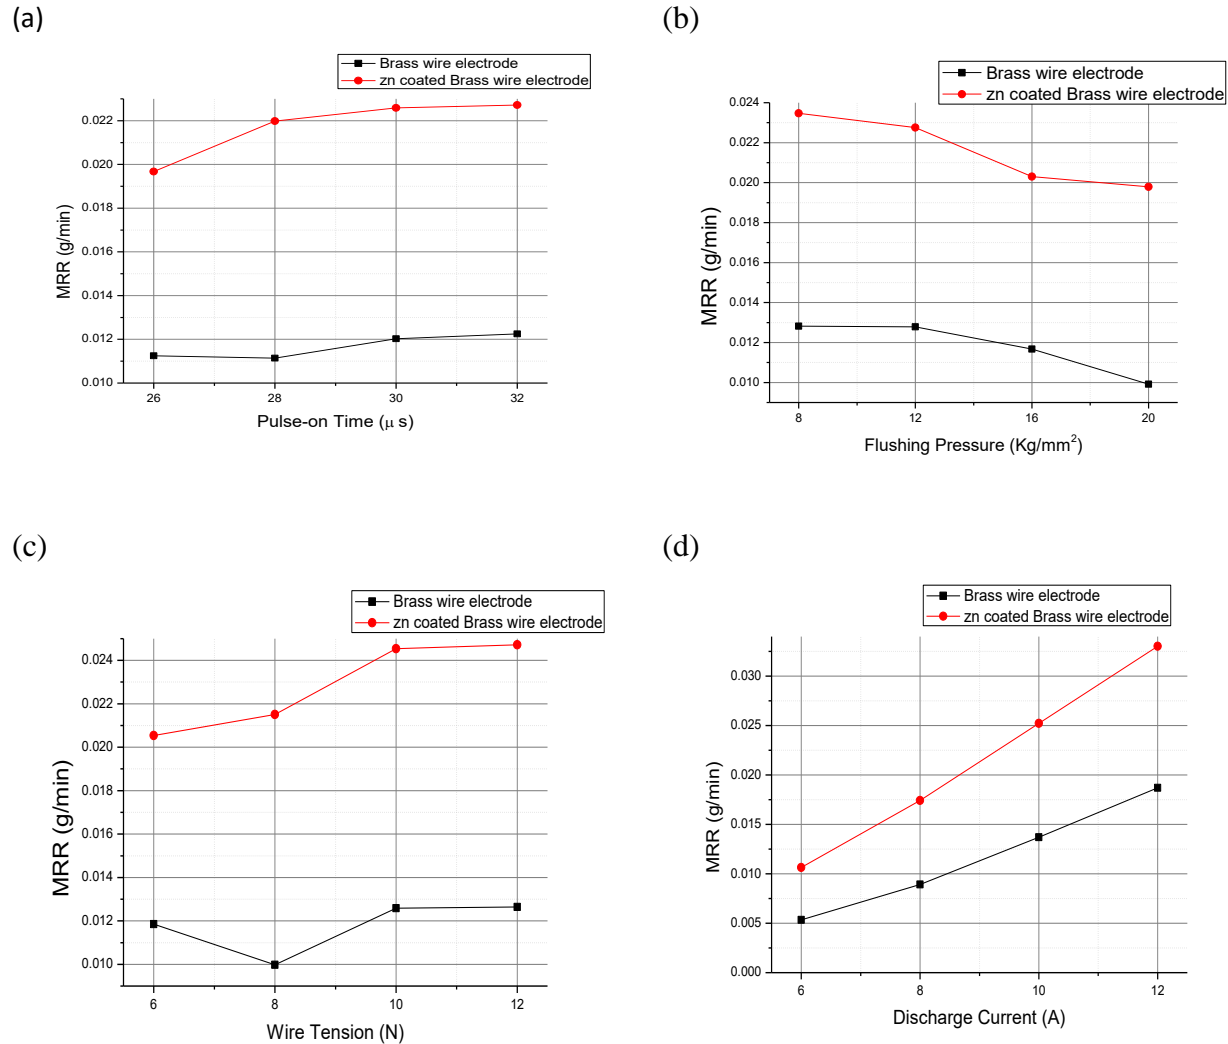 (a)
Brass wire electrode
zn coated Brass wire electrode
0.022
0.020
0.018
0.016
0.014
0.012
0.010
MRR (g/min)
26 28 30 32
Pulse-on Time (μ s)
(b)
Brass wire electrode
zn coated Brass wire electrode
0.024
0.022
0.020
0.018
0.016
0.014
0.012
0.010
MRR (g/min)
8 12 16 20
Flushing Pressure (Kg/mm²)
(c)
Brass wire electrode
zn coated Brass wire electrode
0.024
0.022
0.020
0.018
0.016
0.014
0.012
0.010
MRR (g/min)
6 8 10 12
Wire Tension (N)
(d)
Brass wire electrode
zn coated Brass wire electrode
0.030
0.025
0.020
0.015
0.010
0.005
0.000
MRR (g/min)
6 8 10 12
Discharge Current (A)